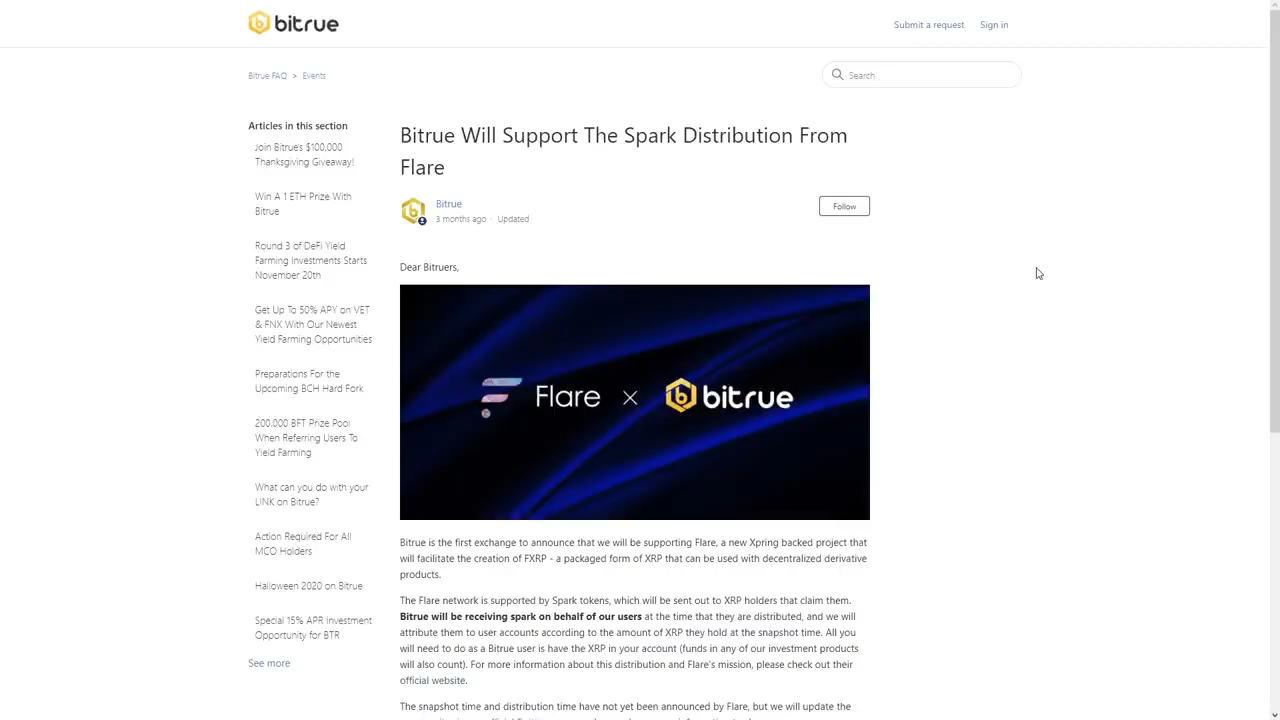 bitrue
Submit a request
Sign in
Bitrue FAQ > Events
Search
Articles in this section
Join Bitrue's $100,000
Thanksgiving Giveaway!
Win A 1 ETH Prize With
Bitrue
Round 3 of DeFi Yield
Farming Investments Starts
November 20th
Get Up To 50% APY on VET
& FNX With Our Newest
Yield Farming Opportunities
Preparations For the
Upcoming BCH Hard Fork
200.000 BFT Prize Pool
When Referring Users To
Yield Farming
What can you do with your
LINK on Bitrue?
Action Required For All
MCO Holders
Halloween 2020 on Bitrue
Special 15% APR Investment
Opportunity for BTR
See more
Bitrue Will Support The Spark Distribution From
Flare
Bitrue
3 months ago · Updated
Follow
Dear Bitruers,
Flare × bitrue
Bitrue is the first exchange to announce that we will be supporting Flare, a new Xpring backed project that
will facilitate the creation of FXRP - a packaged form of XRP that can be used with decentralized derivative
products.
The Flare network is supported by Spark tokens, which will be sent out to XRP holders that claim them.
Bitrue will be receiving spark on behalf of our users at the time that they are distributed, and we will
attribute them to user accounts according to the amount of XRP they hold at the snapshot time. All you
will need to do as a Bitrue user is have the XRP in your account (funds in any of our investment products
will also count). For more information about this distribution and Flare's mission, please check out their
official website.
The snapshot time and distribution time have not yet been announced by Flare, but we will update the